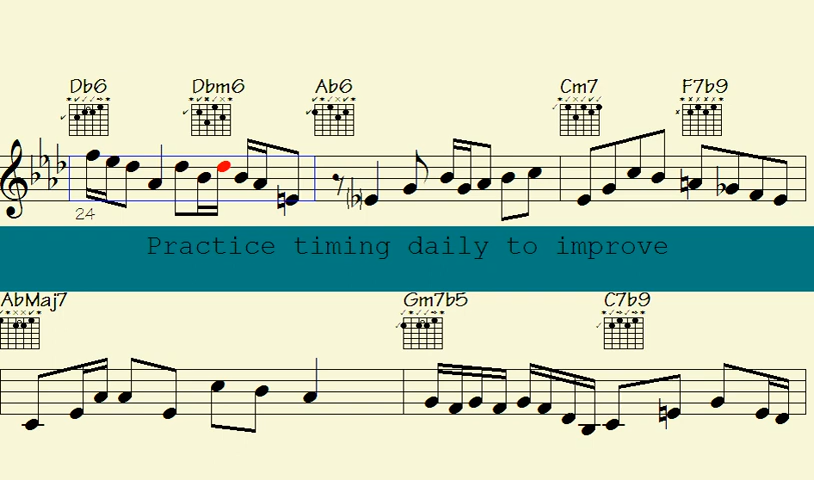 Db6 Dbm6 Ab6 Cm7 F7b9
24
Practice timing daily to improve
AbMaj7 Gm7b5 C7b9